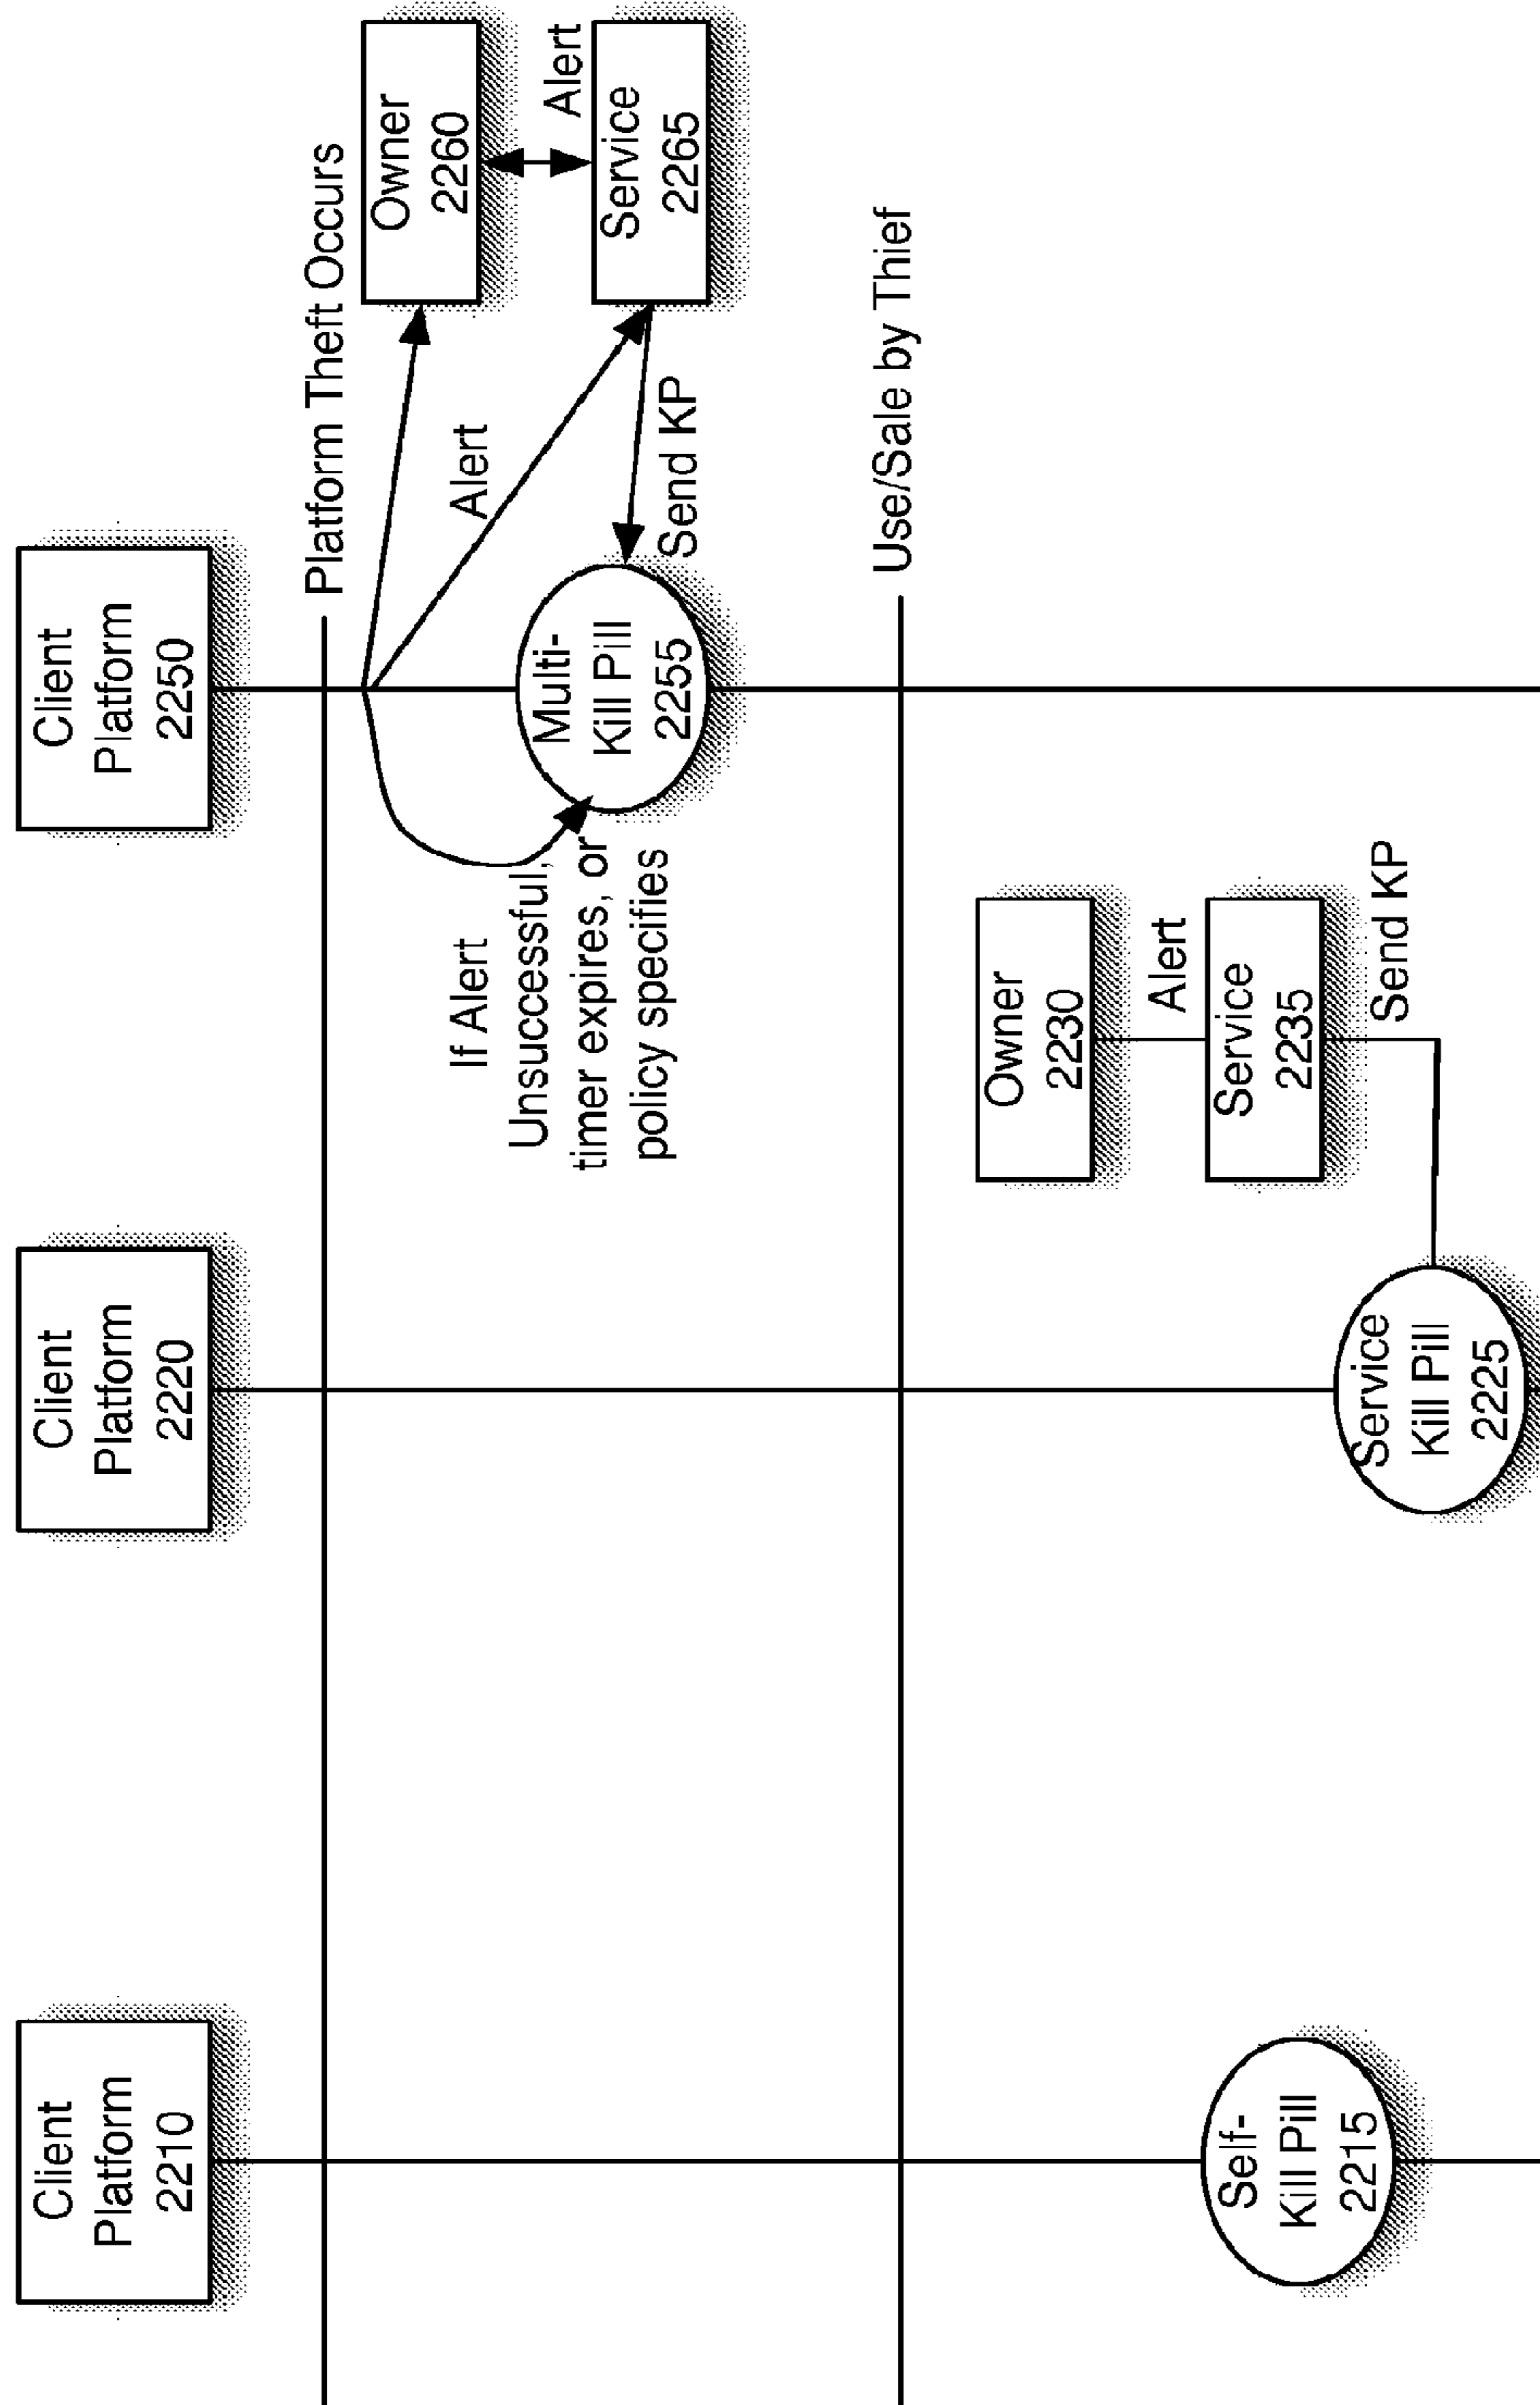 Client
Platform
2210
Client
Platform
2220
Client
Platform
2250
Platform Theft Occurs
If Alert
Unsuccessful,
timer expires, or
policy specifies
Alert
Owner
2260
Alert
Service
2265
Multi-
Kill Pill
2255
Send KP
Use/Sale by Thief
Owner
2230
Alert
Service
2235
Send KP
Self-
Kill Pill
2215
Service
Kill Pill
2225